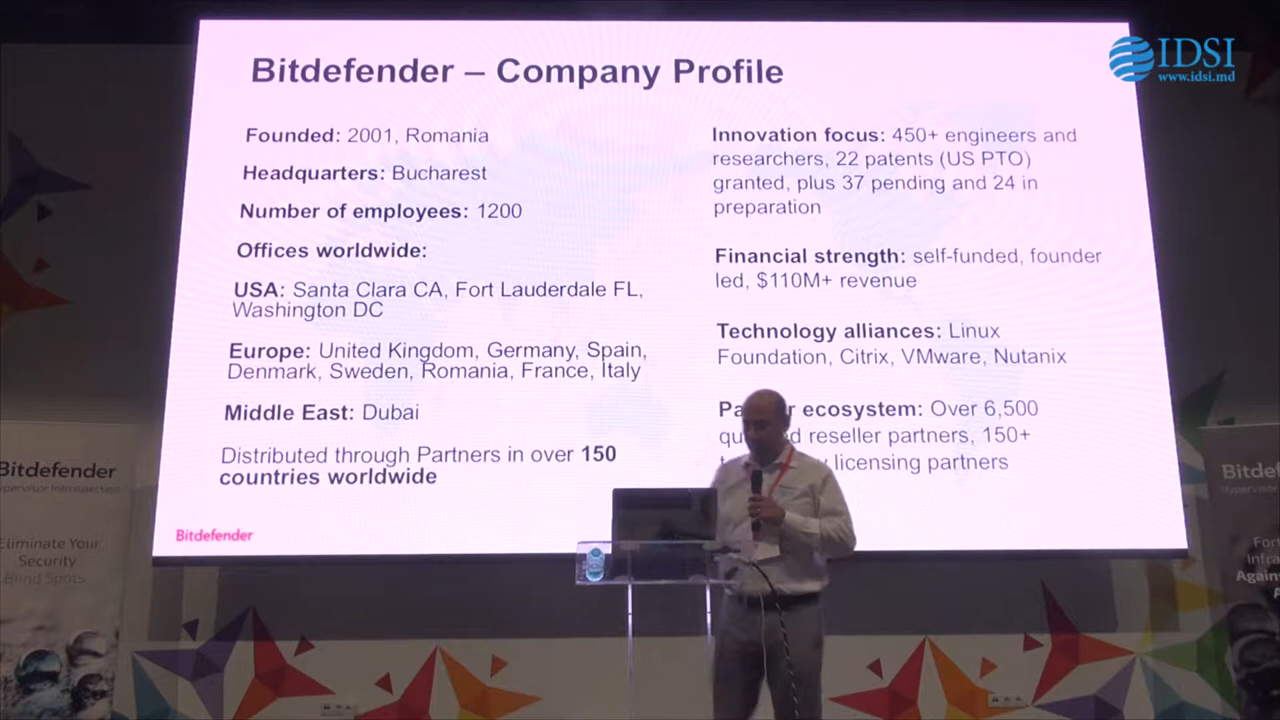 Bitdefender – Company Profile
Founded: 2001, Romania
Headquarters: Bucharest
Number of employees: 1200
Offices worldwide:
USA: Santa Clara CA, Fort Lauderdale FL,
Washington DC
Europe: United Kingdom, Germany, Spain,
Denmark, Sweden, Romania, France, Italy
Middle East: Dubai
Distributed through Partners in over 150
countries worldwide
Bitdefender
Innovation focus: 450+ engineers and
researchers, 22 patents (US PTO)
granted, plus 37 pending and 24 in
preparation
Financial strength: self-funded, founder
led, $110M+ revenue
Technology alliances: Linux
Foundation, Citrix, VMware, Nutanix
ecosystem: Over 6,500
reseller partners, 150+
licensing partners
IDSI
www.idsi.md
Bitdefender
Hypervisor Introspection
Eliminate Your
Security
Blind Spots